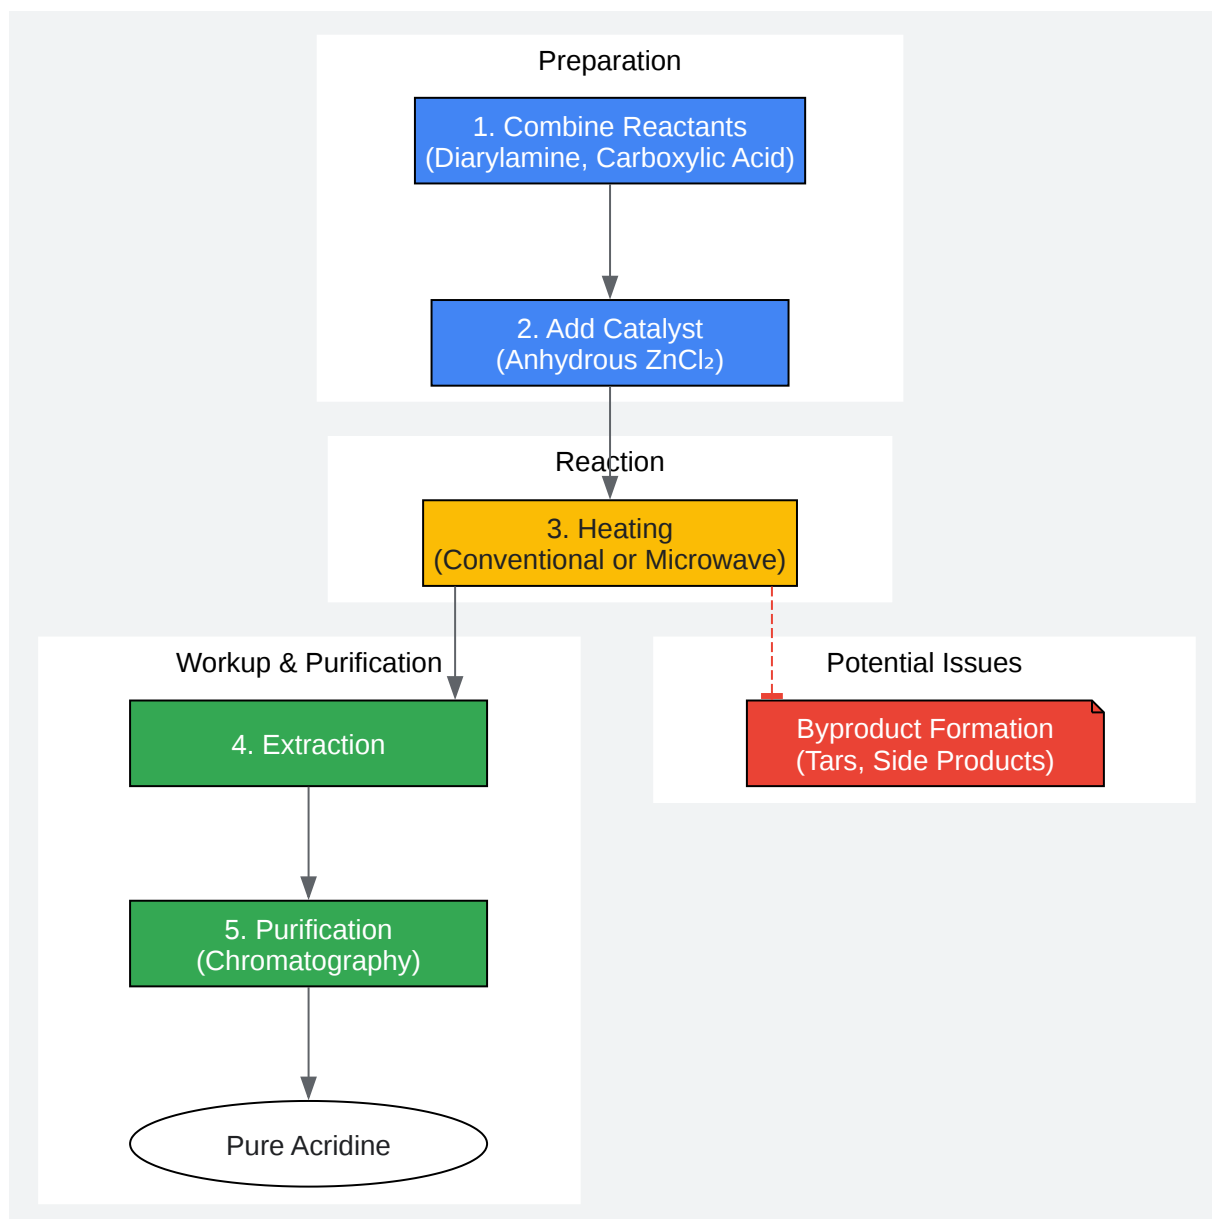 Preparation
1. Combine Reactants
(Diarylamine, Carboxylic Acid)
2. Add Catalyst
(Anhydrous ZnCl₂)
Reaction
3. Heating
(Conventional or Microwave)
Workup & Purification
4. Extraction
5. Purification
(Chromatography)
Pure Acridine
Potential Issues
Byproduct Formation
(Tars, Side Products)